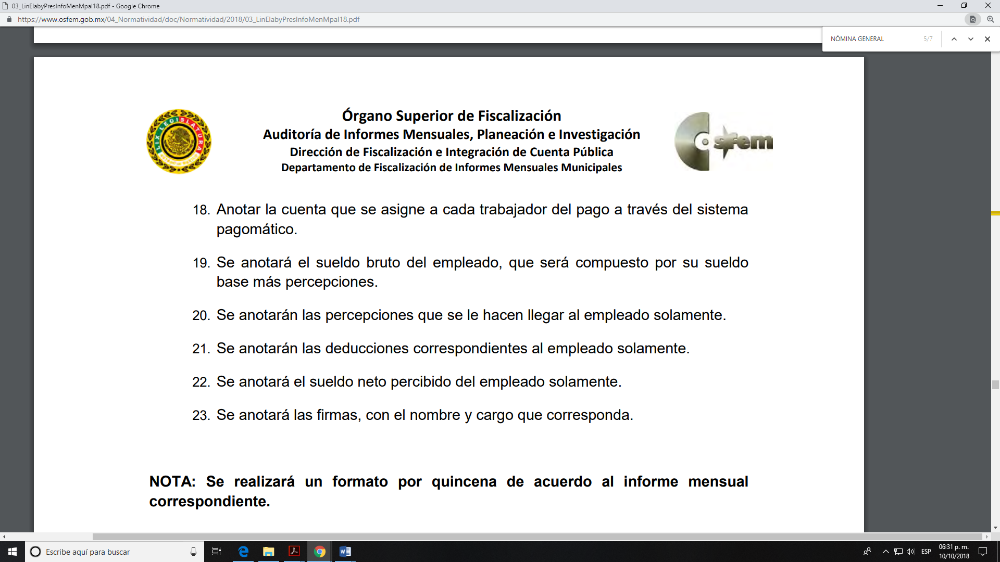 03_LinElabyPresInfoMenMpal18.pdf - Google Chrome
https://www.osfem.gob.mx/04_Normatividad/doc/Normatividad/2018/03_LinElabyPresInfoMenMpal18.pdf
NÓMINA GENERAL 5/7
LIX LEGISLATURA
Órgano Superior de Fiscalización
Auditoría de Informes Mensuales, Planeación e Investigación
Dirección de Fiscalización e Integración de Cuenta Pública
Departamento de Fiscalización de Informes Mensuales Municipales
osfem
18. Anotar la cuenta que se asigne a cada trabajador del pago a través del sistema
pagomático.
19. Se anotará el sueldo bruto del empleado, que será compuesto por su sueldo
base más percepciones.
20. Se anotarán las percepciones que se le hacen llegar al empleado solamente.
21. Se anotarán las deducciones correspondientes al empleado solamente.
22. Se anotará el sueldo neto percibido del empleado solamente.
23. Se anotará las firmas, con el nombre y cargo que corresponda.
NOTA: Se realizará un formato por quincena de acuerdo al informe mensual
correspondiente.
Escribe aquí para buscar
ESP
06:31 p. m.
10/10/2018